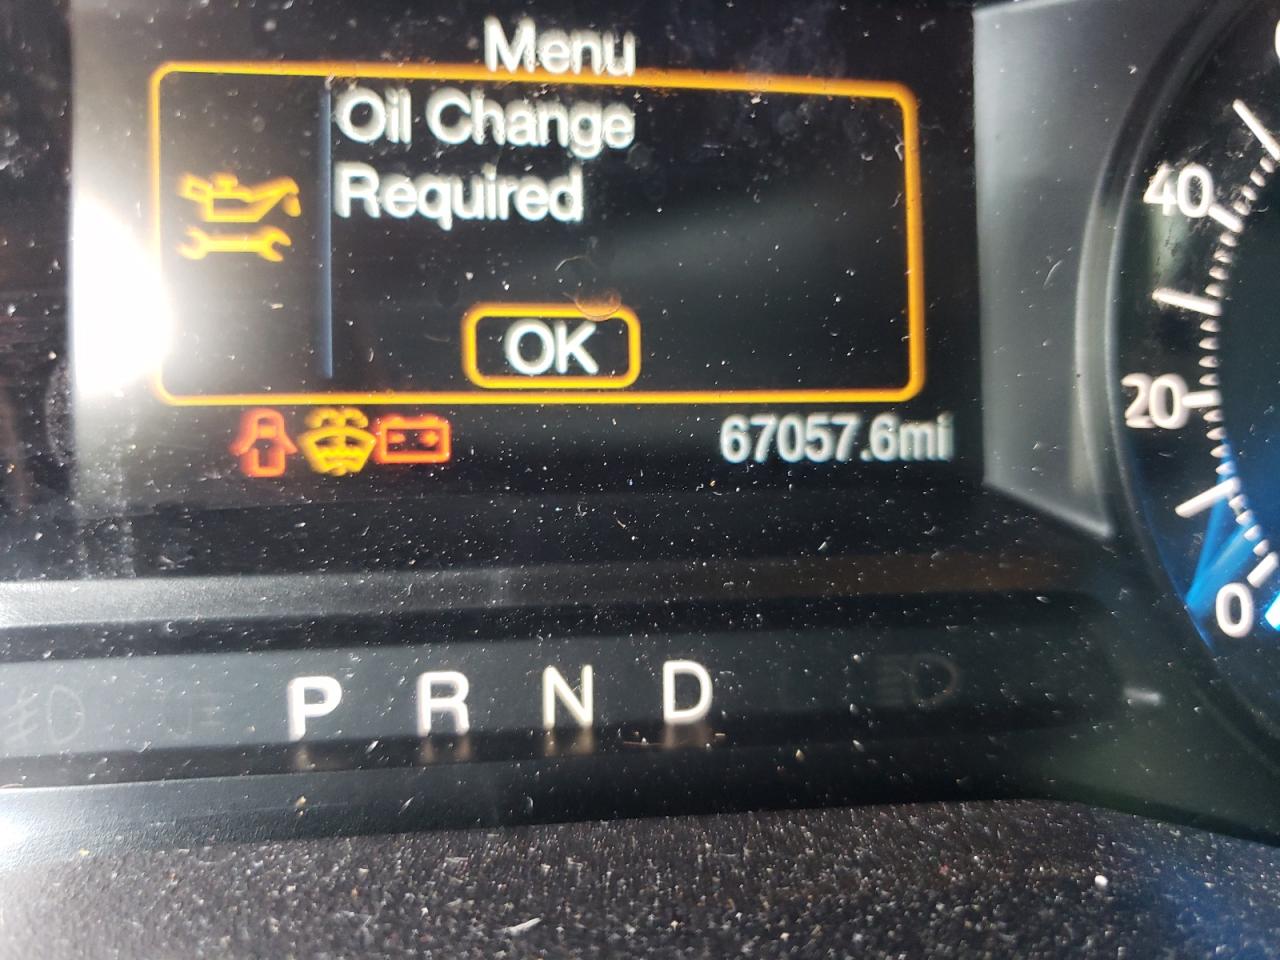 Menu
Oil Change
Required
OK
67057.6mi
40
20
0
P R N D